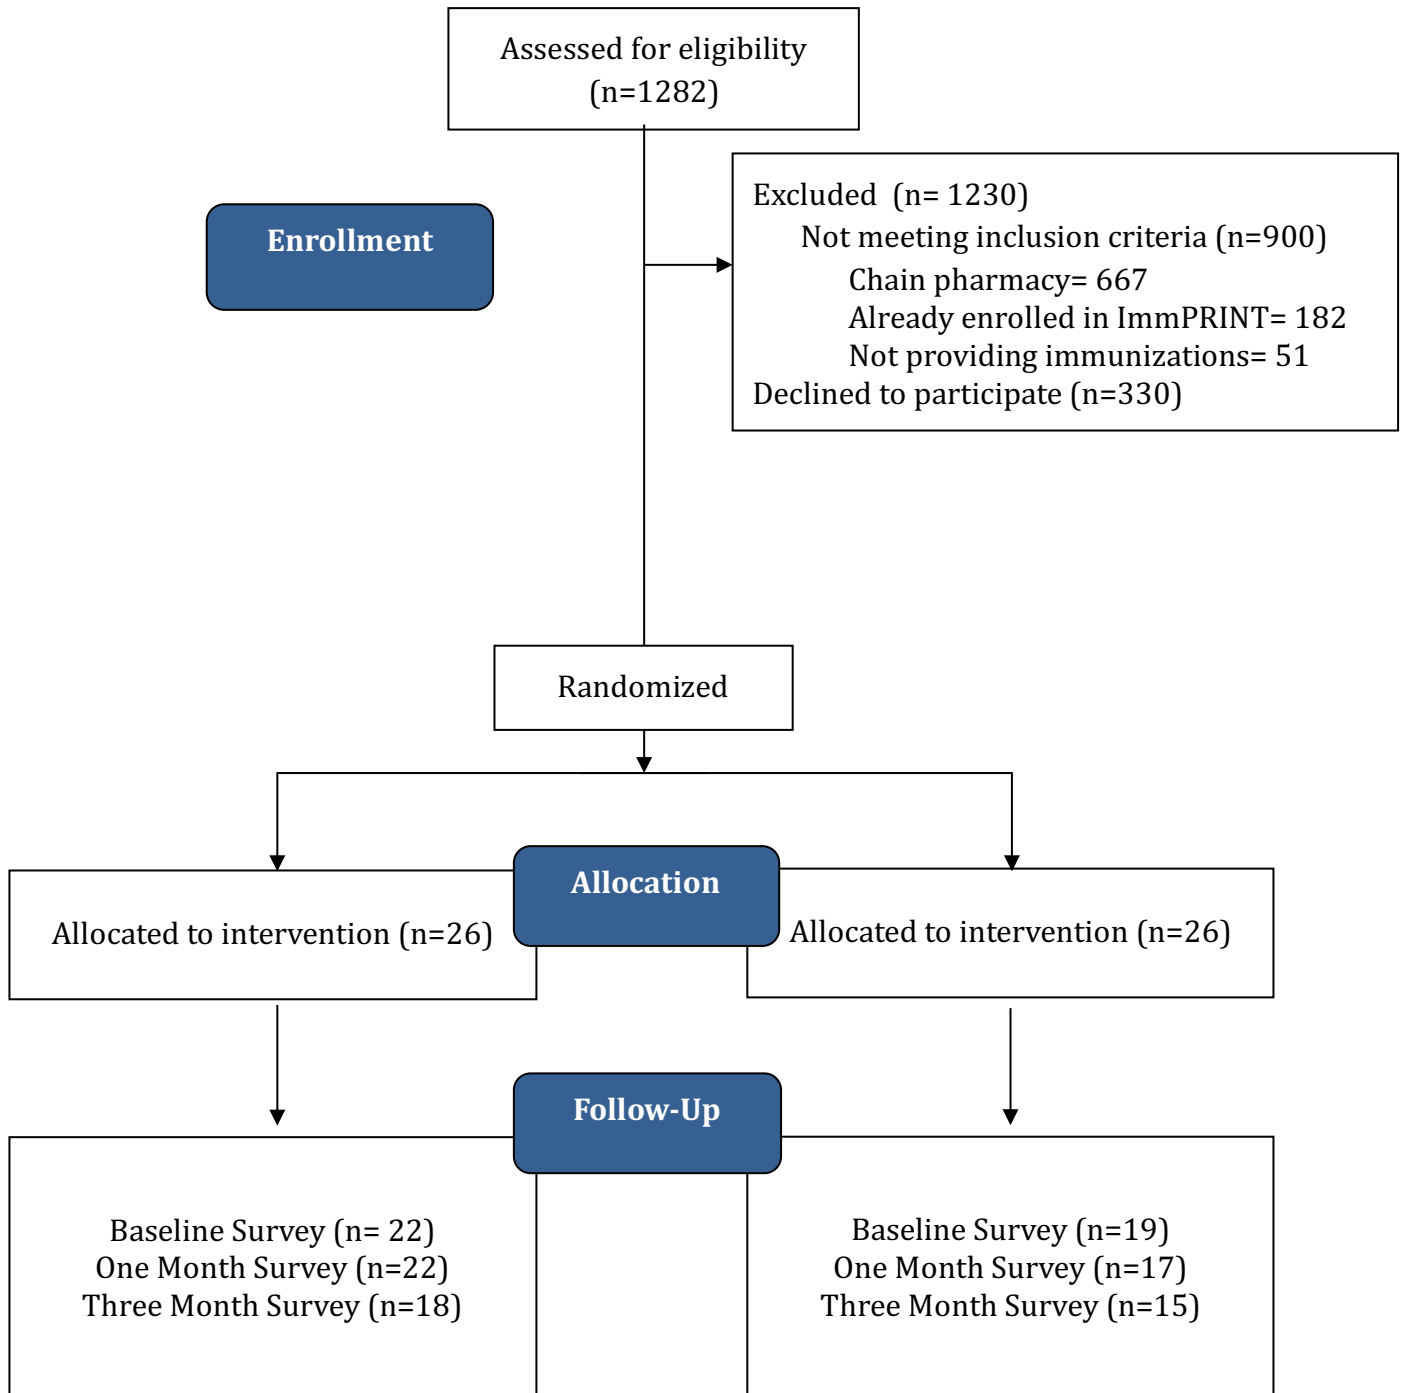 Assessed for eligibility
(n=1282)
Enrollment
Excluded  (n= 1230)
Not meeting inclusion criteria (n=900)
Chain pharmacy= 667
Already enrolled in ImmPRINT= 182
Not providing immunizations= 51
Declined to participate (n=330)
Randomized
Allocation
Allocated to intervention (n=26)
Allocated to intervention (n=26)
Follow-Up
Baseline Survey (n= 22)
One Month Survey (n=22)
Three Month Survey (n=18)
Baseline Survey (n=19)
One Month Survey (n=17)
Three Month Survey (n=15)